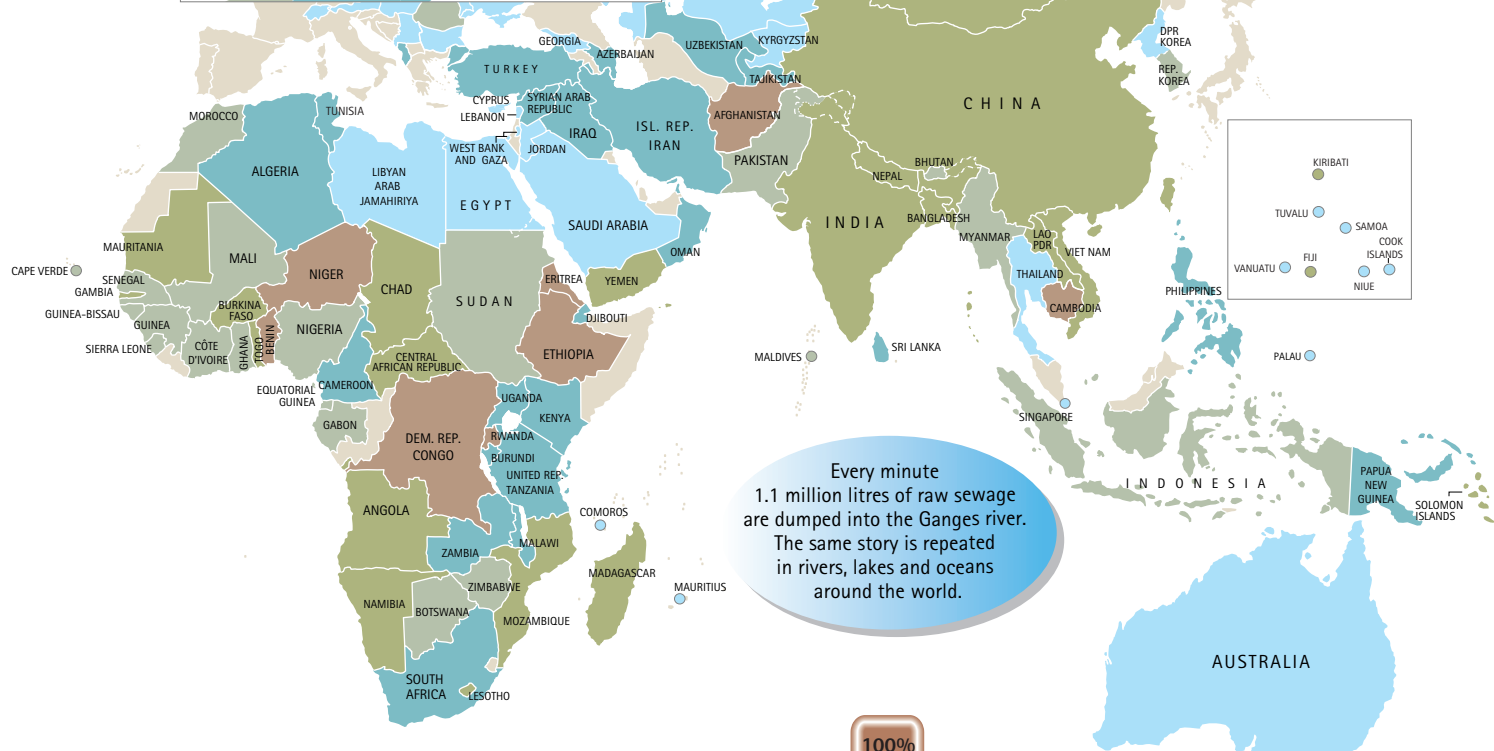 DPR
KOREA
GEORGIA
KYRGYZSTAN
UZBEKISTAN
AZERBAIJAN
TURKEY
REP.
KOREA
TAJIKISTAN
CYPRUS
SYRIAN ARAB
REPUBLIC
LEBANON
CHINA
MOROCCO
TUNISIA
AFGHANISTAN
ISL. REP.
IRAN
IRAQ
WEST BANK
AND GAZA
JORDAN
PAKISTAN
BHUTAN
KIRIBATI
ALGERIA
LIBYAN
ARAB
JAMAHIRIYA
NEPAL
EGYPT
INDIA
BANGLADESH
TUVALU
SAUDI ARABIA
SAMOA
MYANMAR
LAO
PDR
COOK
ISLANDS
MAURITANIA
OMAN
VIET NAM
MALI
FIJI
VANUATU
CAPE VERDE
NIGER
THAILAND
SENEGAL
ERITREA
YEMEN
NIUE
GAMBIA
CHAD
PHILIPPINES
SUDAN
BURKINA
FASO
CAMBODIA
GUINEA-BISSAU
DJIBOUTI
GUINEA
NIGERIA
BENIN
TOGO
GHANA
CÔTE
D'IVOIRE
SIERRA LEONE
SRI LANKA
ETHIOPIA
MALDIVES
PALAU
CENTRAL
AFRICAN REPUBLIC
CAMEROON
EQUATORIAL
GUINEA
UGANDA
KENYA
SINGAPORE
GABON
DEM. REP.
CONGO
RWANDA
BURUNDI
UNITED REP.
TANZANIA
INDONESIA
PAPUA
NEW
GUINEA
SOLOMON
ISLANDS
Every minute
1.1 million litres of raw sewage
are dumped into the Ganges river.
The same story is repeated
in rivers, lakes and oceans
around the world.
ANGOLA
COMOROS
MALAWI
ZAMBIA
MADAGASCAR
ZIMBABWE
MAURITIUS
NAMIBIA
BOTSWANA
MOZAMBIQUE
AUSTRALIA
SOUTH
AFRICA
LESOTHO
100%